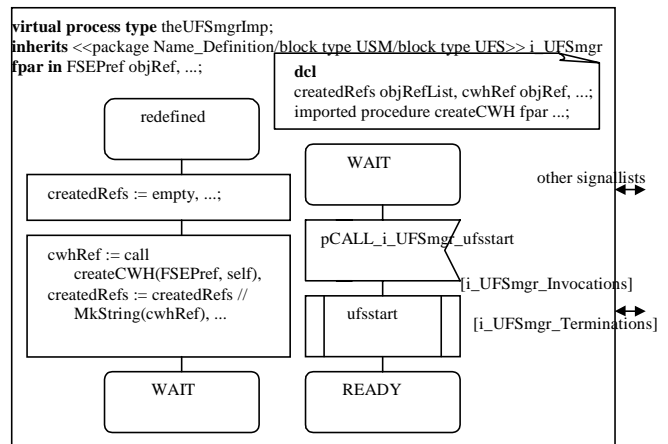 virtual process type theUFSmgrImp;
inherits <<package Name_Definition/block type USM/block type UFS>> i_UFSmgr
fpar in FSEPref objRef, ...;
dcl
createdRefs objRefList, cwhRef objRef, ...;
imported procedure createCWH fpar ...;
redefined
createdRefs := empty, ...;
cwhRef := call
createCWH(FSEPref, self),
createdRefs := createdRefs //
MkString(cwhRef), ...
WAIT
WAIT
pCALL_i_UFSmgr_ufsstart
ufsstart
READY
other signallists
[i_UFSmgr_Invocations]
[i_UFSmgr_Terminations]